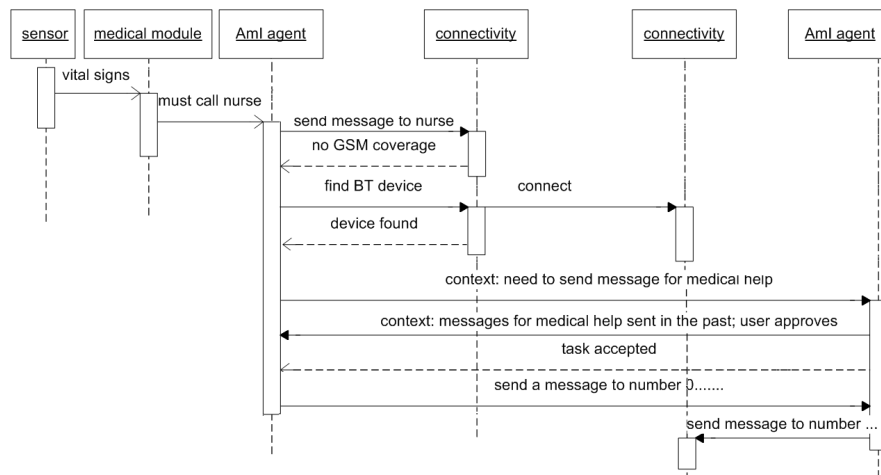 sensor
medical module
AmI agent
connectivity
connectivity
AmI agent
vital signs
must call nurse
send message to nurse
no GSM coverage
find BT device
connect
device found
context: need to send message for medical help
context: messages for medical help sent in the past; user approves
task accepted
send a message to number 0.......
send message to number ...